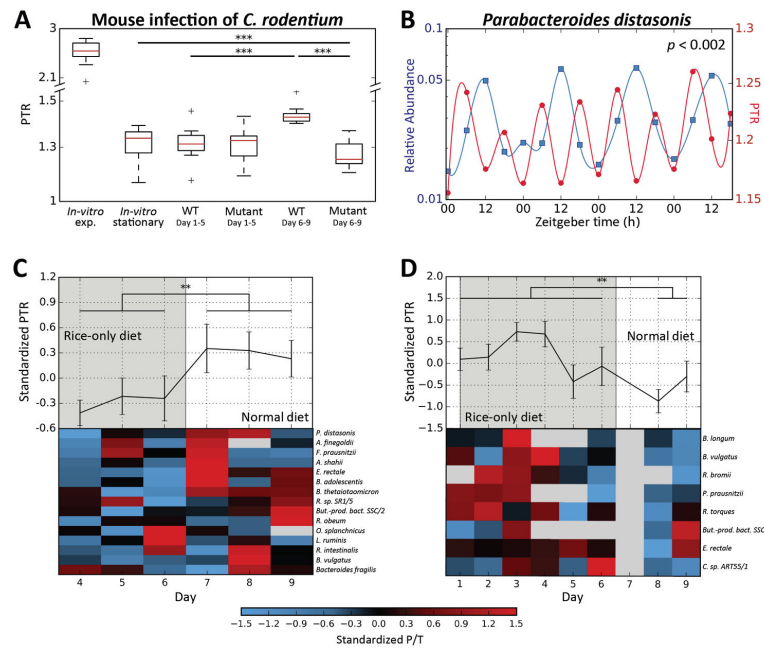 A
Mouse infection of C. rodentium
3
2.1
1.5
1.3
1
PTR
***
***
***
In-vitro
exp.
In-vitro
stationary
WT
Day 1-5
Mutant
Day 1-5
WT
Day 6-9
Mutant
Day 6-9
B
Parabacteroides distasonis
p < 0.002
0.1
0.05
0.01
Relative Abundance
1.3
1.25
1.2
1.15
PTR
00 12 00 12 00 12 00 12
Zeitgeber time (h)
C
1.2
0.9
0.6
0.3
0.0
−0.3
−0.6
Standardized PTR
**
Rice-only diet
Normal diet
P. distasonis
A. finegoldii
F. prausnitzii
A. shahii
E. rectale
B. adolescentis
B. thetaiotaomicron
R. sp. SR1/5
But.-prod. bact. SSC/2
R. obeum
O. splanchnicus
L. ruminis
R. intestinalis
B. vulgatus
Bacteroides fragilis
4 5 6 7 8 9
Day
D
2.0
1.5
1.0
0.5
0.0
−0.5
−1.0
−1.5
Standardized PTR
**
Normal diet
Rice-only diet
B. longum
B. vulgatus
R. bromii
P. prausnitzii
R. torques
But.-prod. bact. SSC
E. rectale
C. sp. ART55/1
1 2 3 4 5 6 7 8 9
Day
−1.5 −1.2 −0.9 −0.6 −0.3 0.0 0.3 0.6 0.9 1.2 1.5
Standardized P/T